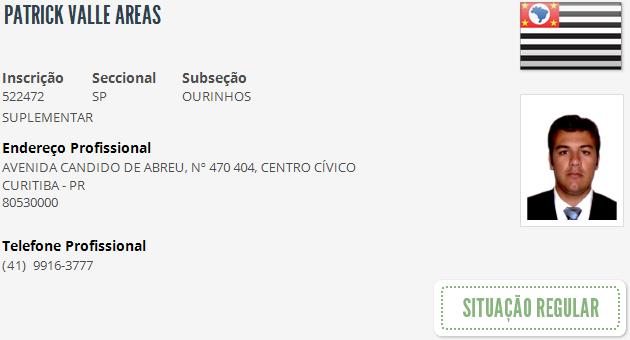 PATRICK VALLE AREAS
Inscrição Seccional Subseção
522472 SP OURINHOS
SUPLEMENTAR
Endereço Profissional
AVENIDA CANDIDO DE ABREU, Nº 470 404, CENTRO CÍVICO
CURITIBA - PR
80530000
Telefone Profissional
(41) 9916-3777
SITUAÇÃO REGULAR